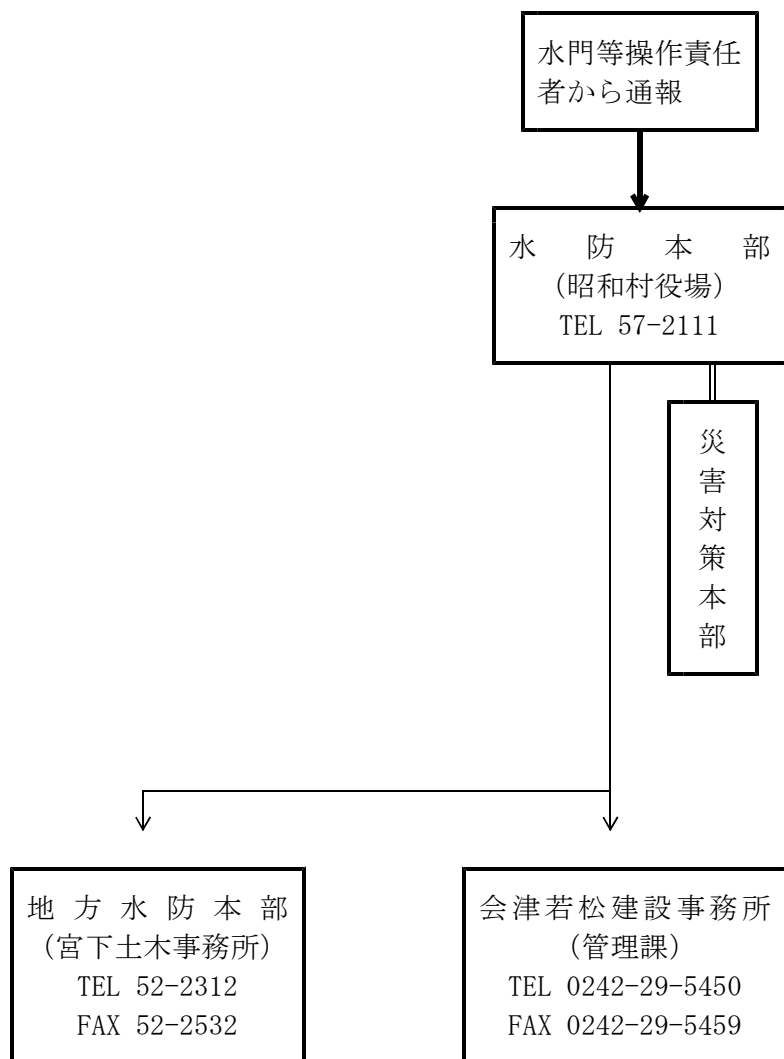 水門等操作責任
者から通報
水防本部
(昭和村役場)
TEL 57-2111
災
害
対
策
本
部
地方水防本部
(宮下土木事務所)
TEL 52-2312
FAX 52-2532
会津若松建設事務所
(管理課)
TEL 0242-29-5450
FAX 0242-29-5459